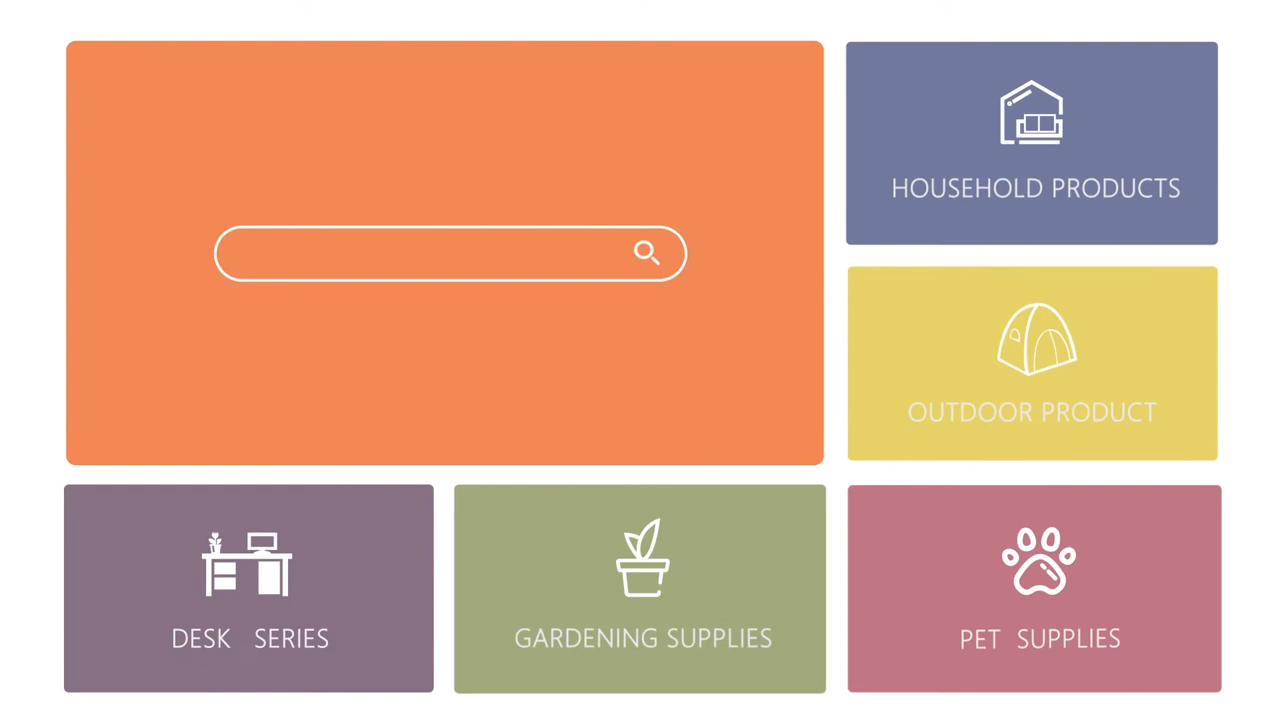 HOUSEHOLD PRODUCTS
OUTDOOR PRODUCT
DESK SERIES
GARDENING SUPPLIES
PET SUPPLIES